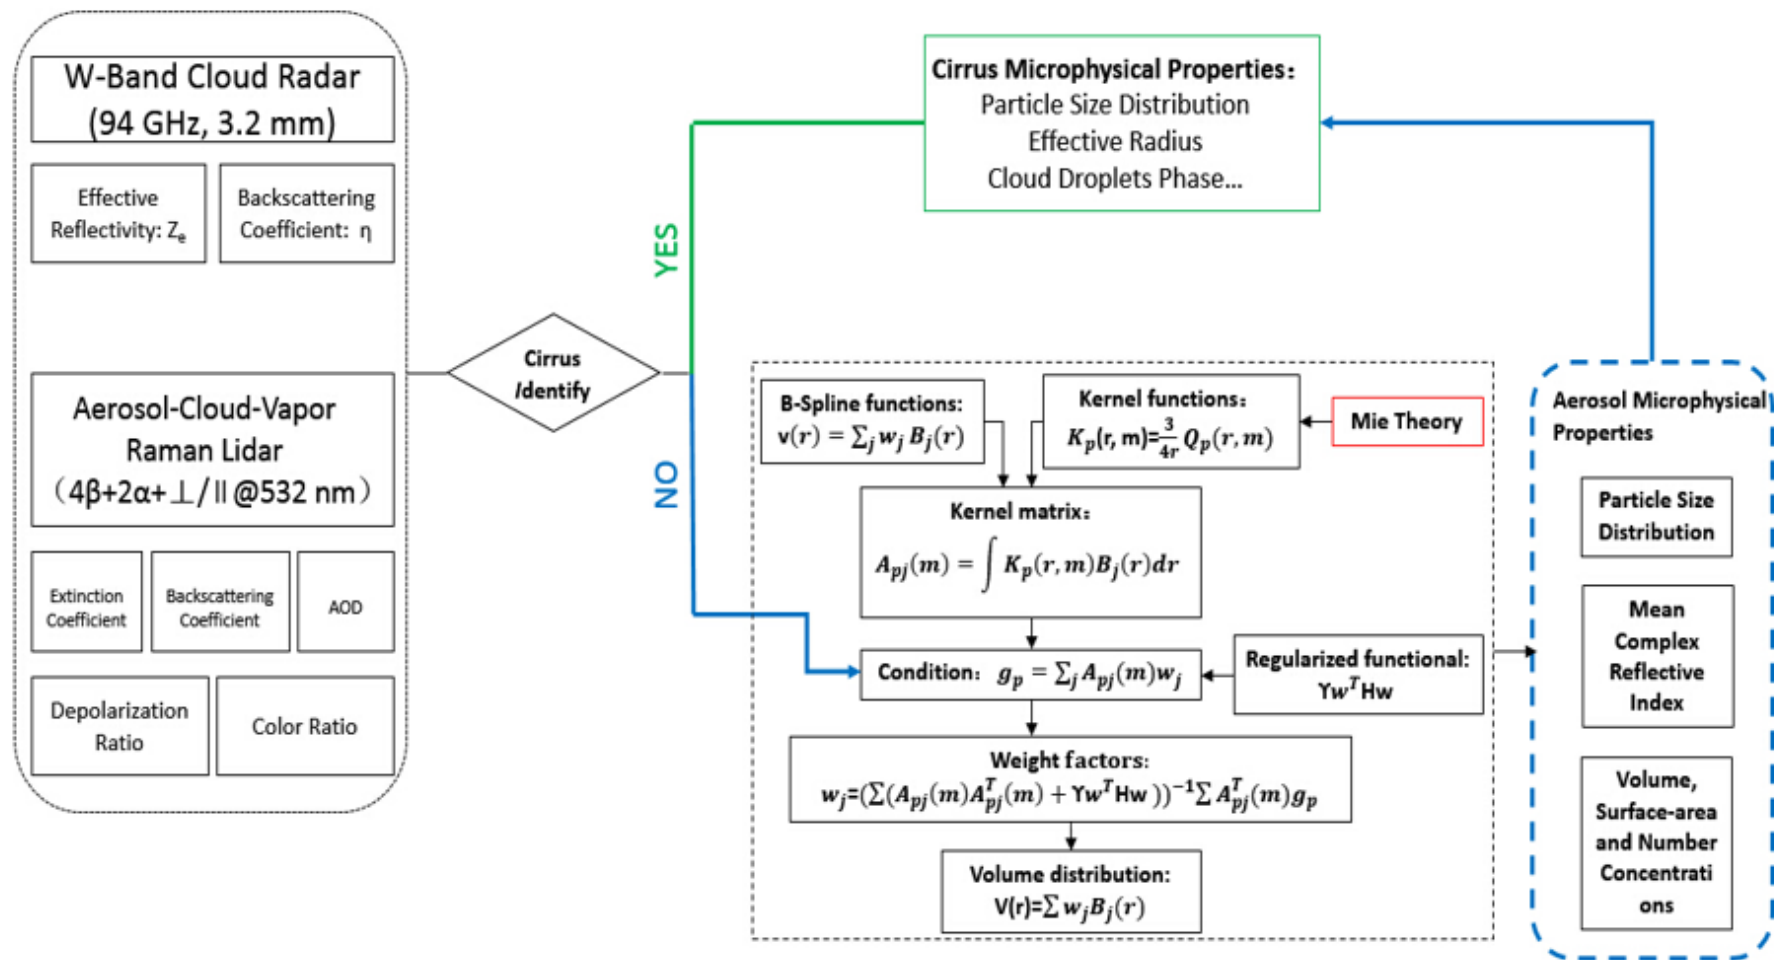 W-Band Cloud Radar
(94 GHz, 3.2 mm)
Effective
Reflectivity: Zₑ
Backscattering
Coefficient: η
Aerosol-Cloud-Vapor
Raman Lidar
（4β+2α+⊥/∥@532 nm）
Extinction
Coefficient
Backscattering
Coefficient
AOD
Depolarization
Ratio
Color Ratio
Cirrus
Identify
YES
NO
Cirrus Microphysical Properties：
Particle Size Distribution
Effective Radius
Cloud Droplets Phase...
B-Spline functions:
v(r) = ∑ⱼ wⱼ Bⱼ(r)
Kernel functions：
Kₚ(r, m)=3/4r Qₚ(r, m)
Mie Theory
Kernel matrix：
Aₚⱼ(m) = ∫ Kₚ(r, m)Bⱼ(r)dr
Condition： gₚ = ∑ⱼ Aₚⱼ(m)wⱼ
Regularized functional:
ϒwᵀHw
Weight factors:
wⱼ=(∑(Aₚⱼ(m)Aₚⱼᵀ(m) + ϒwᵀHw ))⁻¹∑ Aₚⱼᵀ(m)gₚ
Volume distribution:
V(r)=∑ wⱼBⱼ(r)
Aerosol Microphysical
Properties
Particle Size
Distribution
Mean
Complex
Reflective
Index
Volume,
Surface-area
and Number
Concentrati
ons